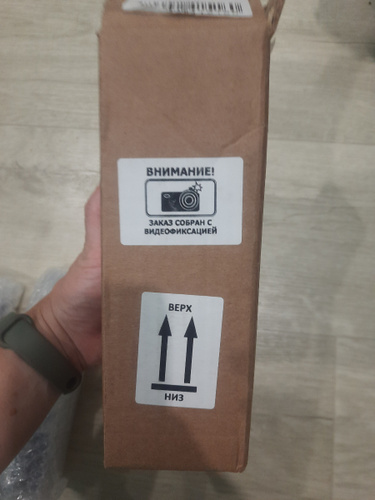 ВНИМАНИЕ!
ЗАКАЗ СОБРАН С
ВИДЕОФИКСАЦИЕЙ
ВЕРХ
НИЗ